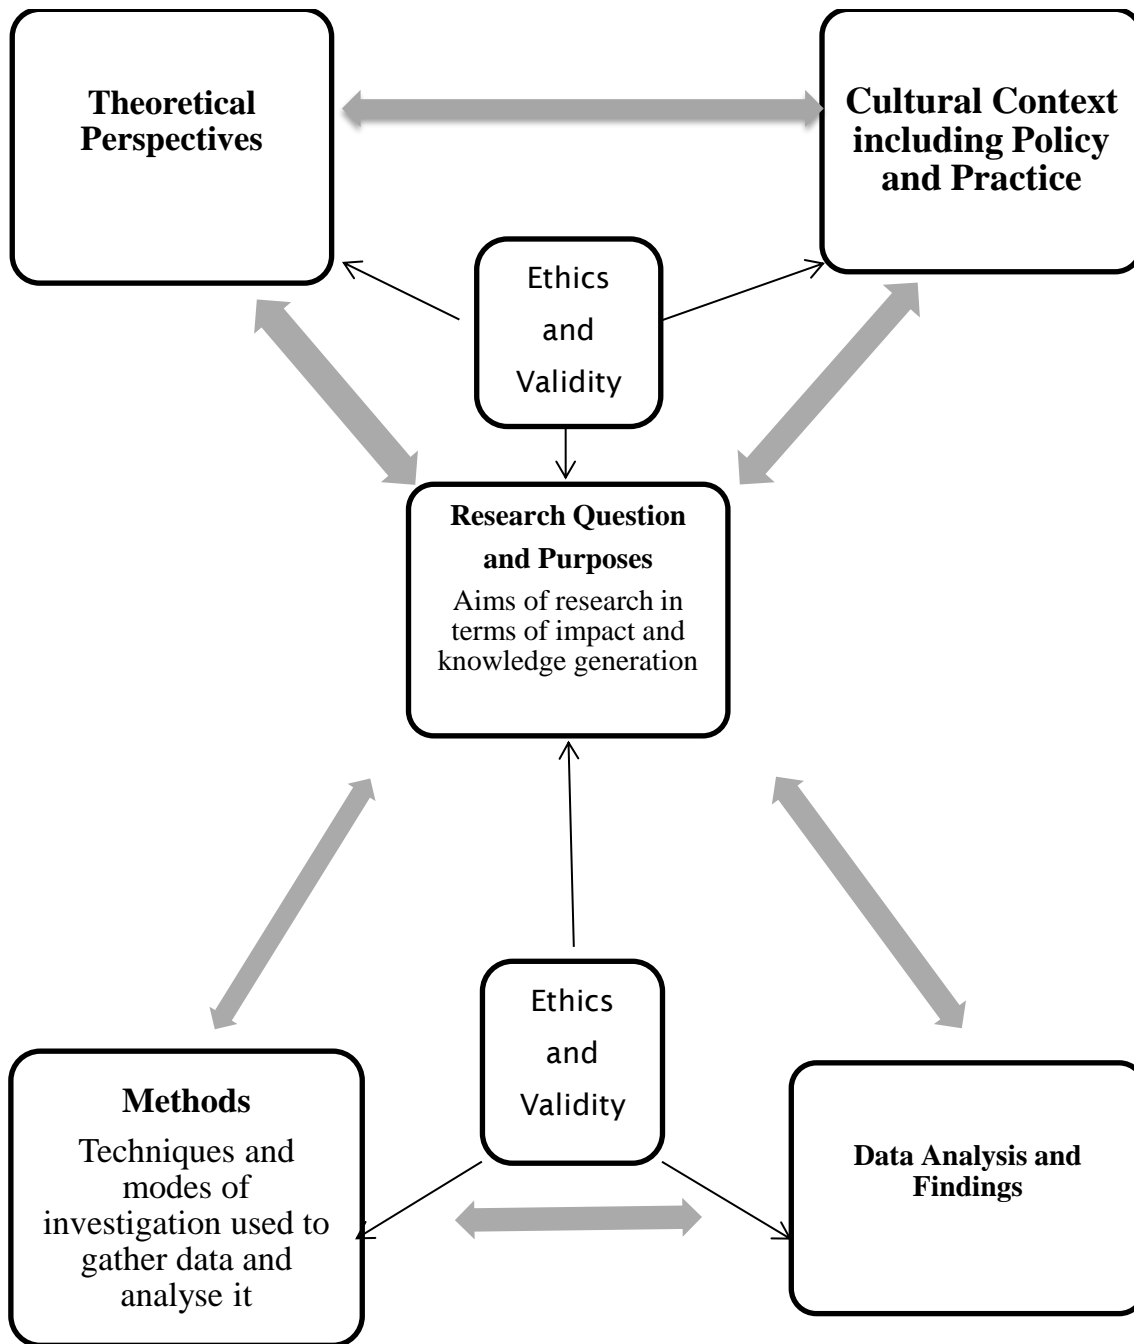 Theoretical
Perspectives
Cultural Context
including Policy
and Practice
Ethics
and
Validity
Research Question
and Purposes
Aims of research in
terms of impact and
knowledge generation
Ethics
and
Validity
Methods
Techniques and
modes of
investigation used to
gather data and
analyse it
Data Analysis and
Findings